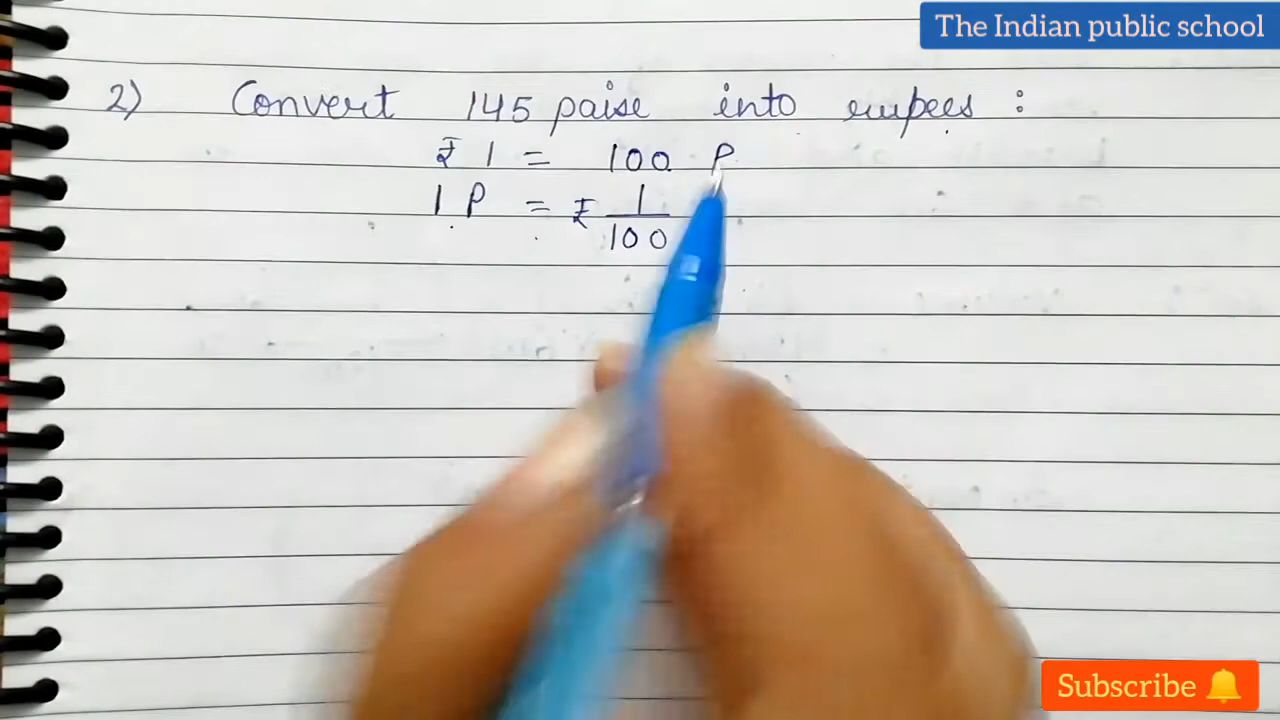 The Indian public school
2) Convert 145 paise into rupees :
₹ 1 = 100 P
1 P = ₹ 1/100
Subscribe